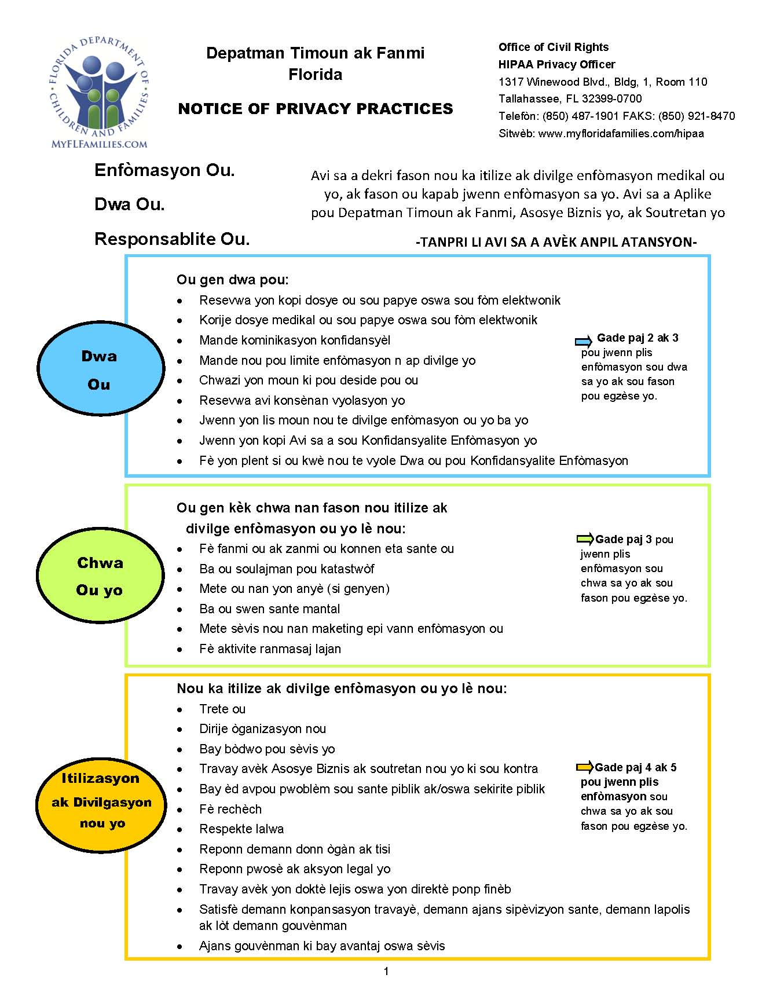 FLORIDA DEPARTMENT OF
CHILDREN AND FAMILIES
MYFLFAMILIES.COM
Depatman Timoun ak Fanmi
Florida
NOTICE OF PRIVACY PRACTICES
Office of Civil Rights
HIPAA Privacy Officer
1317 Winewood Blvd., Bldg, 1, Room 110
Tallahassee, FL 32399-0700
Telefòn: (850) 487-1901 FAKS: (850) 921-8470
Sitwèb: www.myfloridafamilies.com/hipaa
Enfòmasyon Ou.
Dwa Ou.
Responsablite Ou.
Avi sa a dekri fason nou ka itilize ak divilge enfòmasyon medikal ou
yo, ak fason ou kapab jwenn enfòmasyon sa yo. Avi sa a Aplike
pou Depatman Timoun ak Fanmi, Asosye Biznis yo, ak Soutretan yo
-TANPRI LI AVI SA A AVÈK ANPIL ATANSYON-
Dwa
Ou
Ou gen dwa pou:
• Resevwa yon kopi dosye ou sou papye oswa sou fòm elektwonik
• Korije dosye medikal ou sou papye oswa sou fòm elektwonik
• Mande kominikasyon konfidansyèl
• Mande nou pou limite enfòmasyon n ap divilge yo
• Chwazi yon moun ki pou deside pou ou
• Resevwa avi konsènan vyolasyon yo
• Jwenn yon lis moun nou te divilge enfòmasyon ou yo ba yo
• Jwenn yon kopi Avi sa a sou Konfidansyalite Enfòmasyon yo
• Fè yon plent si ou kwè nou te vyole Dwa ou pou Konfidansyalite Enfòmasyon
Gade paj 2 ak 3
pou jwenn plis
enfòmasyon sou dwa
sa yo ak sou fason
pou egzèse yo.
Chwa
Ou yo
Ou gen kèk chwa nan fason nou itilize ak
divilge enfòmasyon ou yo lè nou:
• Fè fanmi ou ak zanmi ou konnen eta sante ou
• Ba ou soulajman pou katastwòf
• Mete ou nan yon anyè (si genyen)
• Ba ou swen sante mantal
• Mete sèvis nou nan maketing epi vann enfòmasyon ou
• Fè aktivite ranmasaj lajan
Gade paj 3 pou
jwenn plis
enfòmasyon sou
chwa sa yo ak sou
fason pou egzèse yo.
Itilizasyon
ak Divilgasyon
nou yo
Nou ka itilize ak divilge enfòmasyon ou yo lè nou:
• Trete ou
• Dirije òganizasyon nou
• Bay bòdwo pou sèvis yo
• Travay avèk Asosye Biznis ak soutretan nou yo ki sou kontra
• Bay èd avpou pwoblèm sou sante piblik ak/oswa sekirite piblik
• Fè rechèch
• Respekte lalwa
• Reponn demann donn ògàn ak tisi
• Reponn pwosè ak aksyon legal yo
• Travay avèk yon doktè lejis oswa yon direktè ponp finèb
• Satisfè demann konpansasyon travayè, demann ajans sipèvizyon sante, demann lapolis
ak lòt demann gouvènman
• Ajans gouvènman ki bay avantaj oswa sèvis
Gade paj 4 ak 5
pou jwenn plis
enfòmasyon sou
chwa sa yo ak sou
fason pou egzèse yo.
1